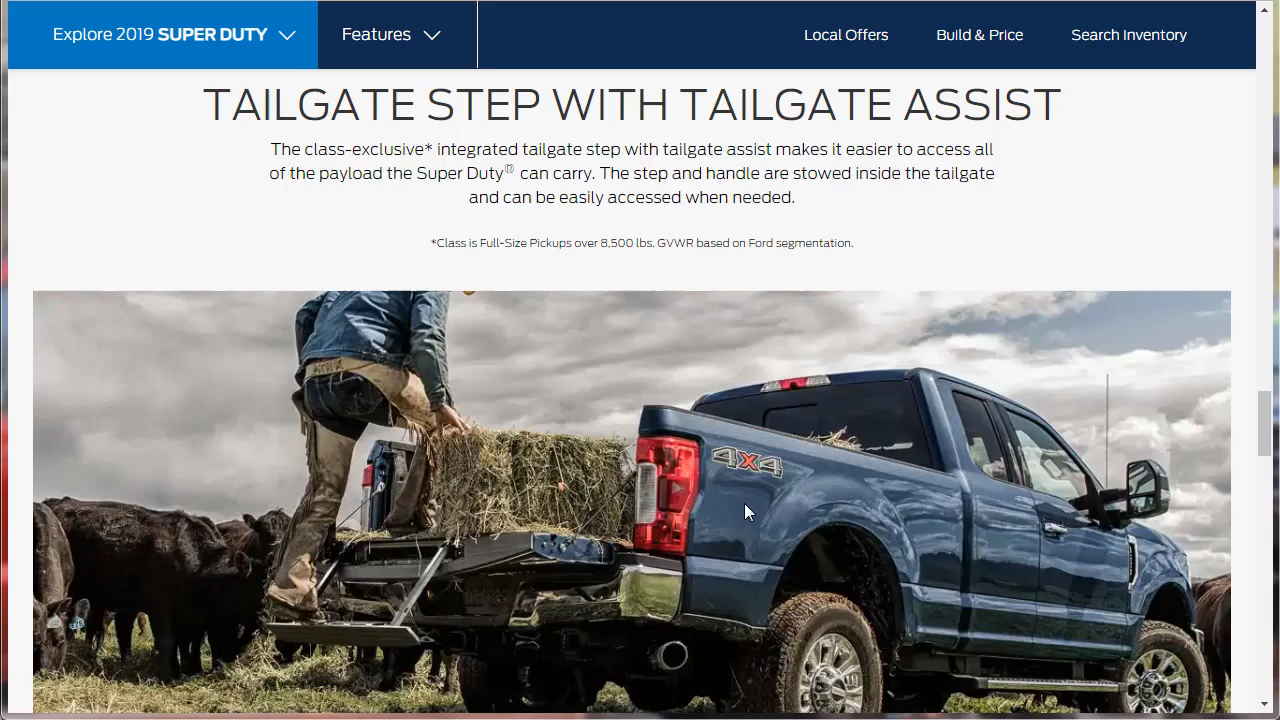 Explore 2019 SUPER DUTY
Features
Local Offers
Build & Price
Search Inventory
TAILGATE STEP WITH TAILGATE ASSIST
The class-exclusive* integrated tailgate step with tailgate assist makes it easier to access all
of the payload the Super Duty® can carry. The step and handle are stowed inside the tailgate
and can be easily accessed when needed.
*Class is Full-Size Pickups over 8,500 lbs. GVWR based on Ford segmentation.
4X4